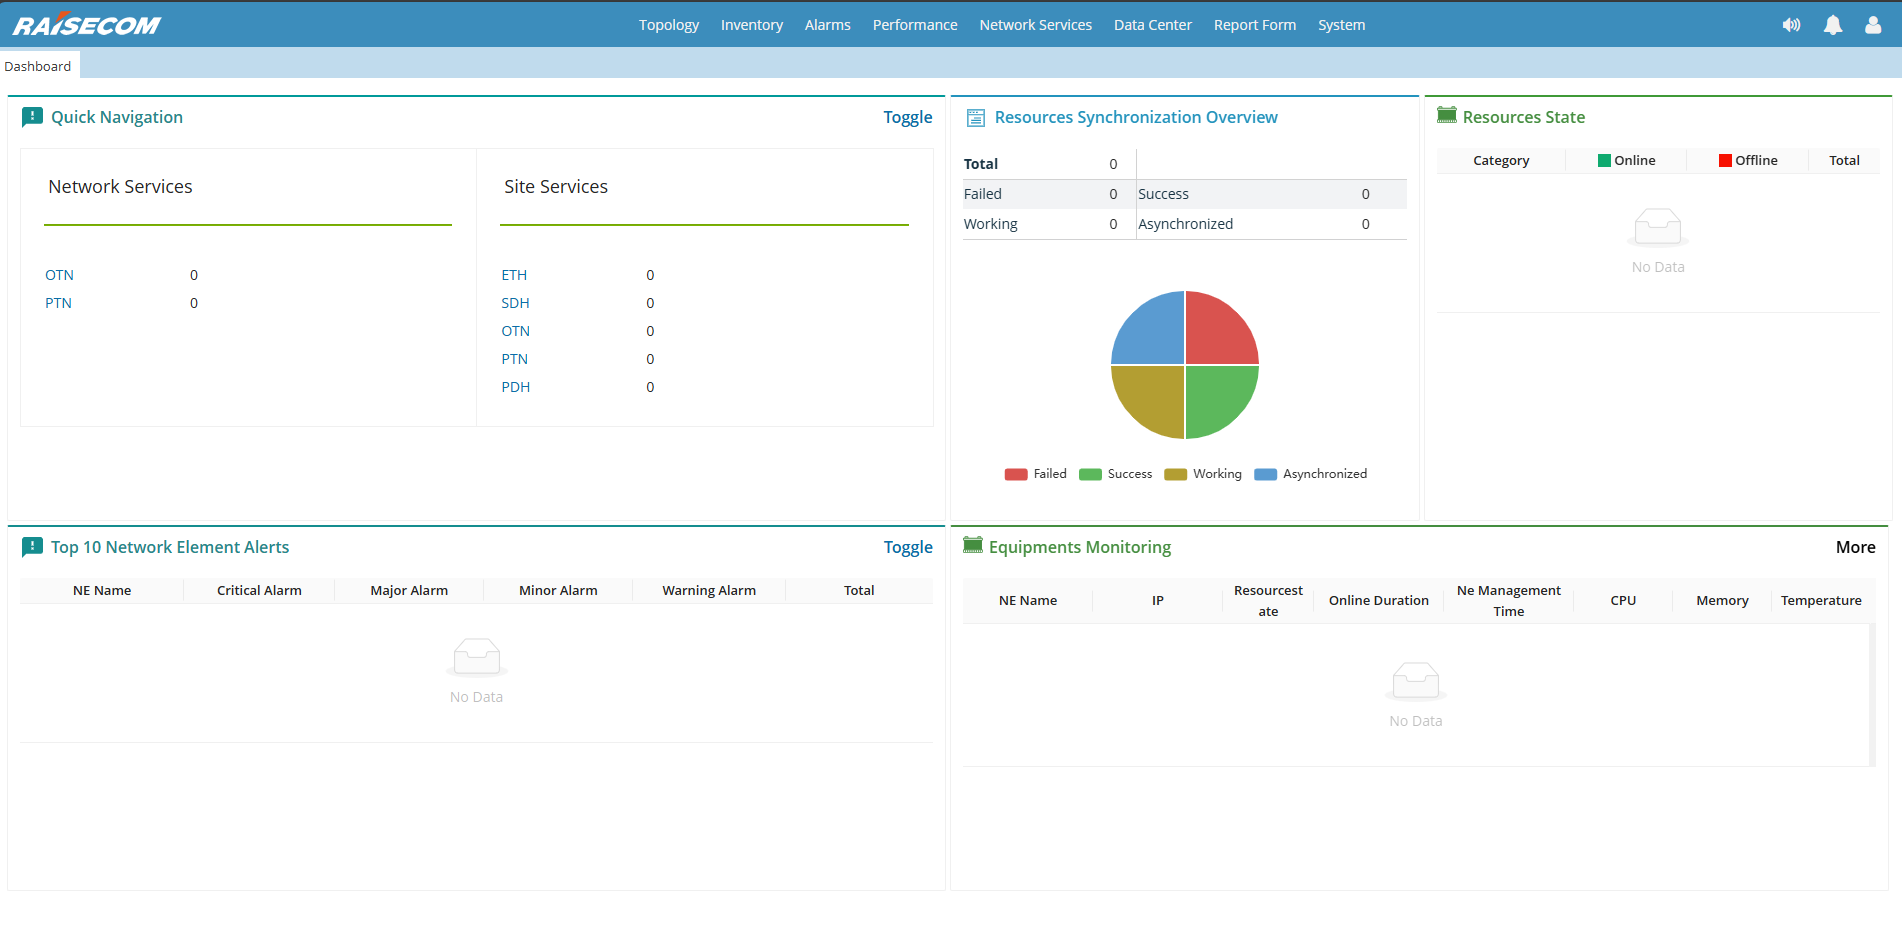 RAISECOM
Topology Inventory Alarms Performance Network Services Data Center Report Form System
Dashboard
Quick Navigation Toggle
Network Services
OTN 0
PTN 0
Site Services
ETH 0
SDH 0
OTN 0
PTN 0
PDH 0
Resources Synchronization Overview
Total 0
Failed 0 Success 0
Working 0 Asynchronized 0
Failed Success Working Asynchronized
Resources State
Category Online Offline Total
No Data
Top 10 Network Element Alerts Toggle
NE Name Critical Alarm Major Alarm Minor Alarm Warning Alarm Total
No Data
Equipments Monitoring More
NE Name IP Resourcest
ate Online Duration Ne Management
Time CPU Memory Temperature
No Data